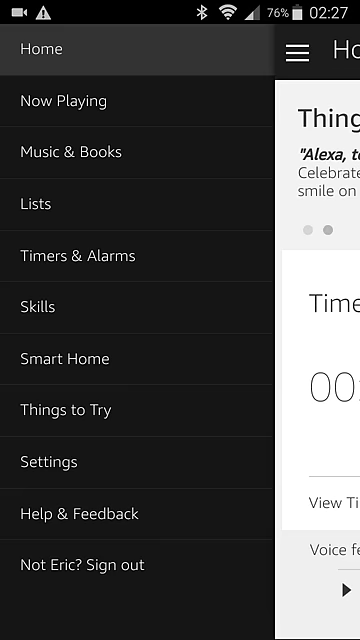 76% 02:27
Home
Now Playing
Music & Books
Lists
Timers & Alarms
Skills
Smart Home
Things to Try
Settings
Help & Feedback
Not Eric? Sign out
Ho
Thing
"Alexa, t
Celebrate
smile on
Time
00:
View Ti
Voice fe